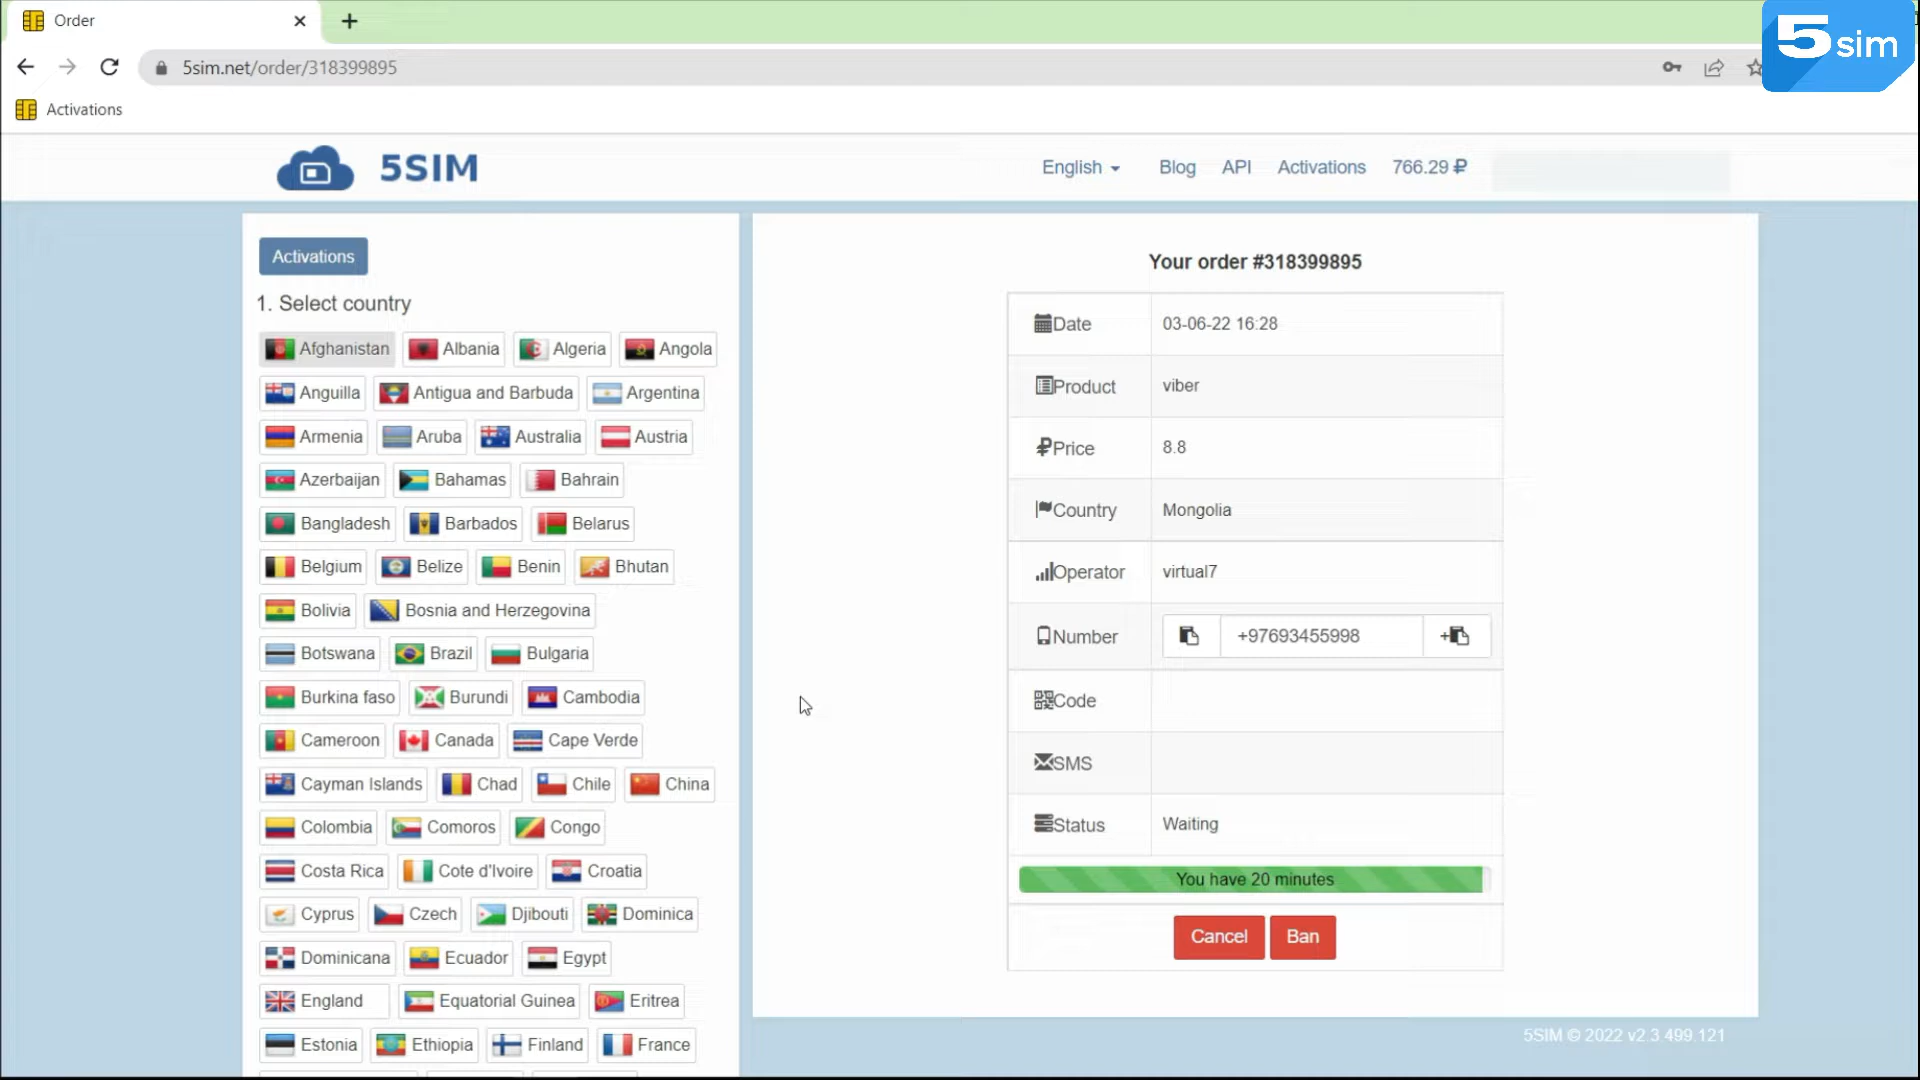 Order
5sim
5sim.net/order/318399895
Activations
5SIM
English
Blog
API
Activations
766.29 ₽
Activations
1. Select country
Afghanistan Albania Algeria Angola
Anguilla Antigua and Barbuda Argentina
Armenia Aruba Australia Austria
Azerbaijan Bahamas Bahrain
Bangladesh Barbados Belarus
Belgium Belize Benin Bhutan
Bolivia Bosnia and Herzegovina
Botswana Brazil Bulgaria
Burkina faso Burundi Cambodia
Cameroon Canada Cape Verde
Cayman Islands Chad Chile China
Colombia Comoros Congo
Costa Rica Cote d'Ivoire Croatia
Cyprus Czech Djibouti Dominica
Dominicana Ecuador Egypt
England Equatorial Guinea Eritrea
Estonia Ethiopia Finland France
Your order #318399895
Date 03-06-22 16:28
Product viber
Price 8.8
Country Mongolia
Operator virtual7
Number +97693455998 +
Code
SMS
Status Waiting
You have 20 minutes
Cancel Ban
5SIM © 2022 v2.3.499.121